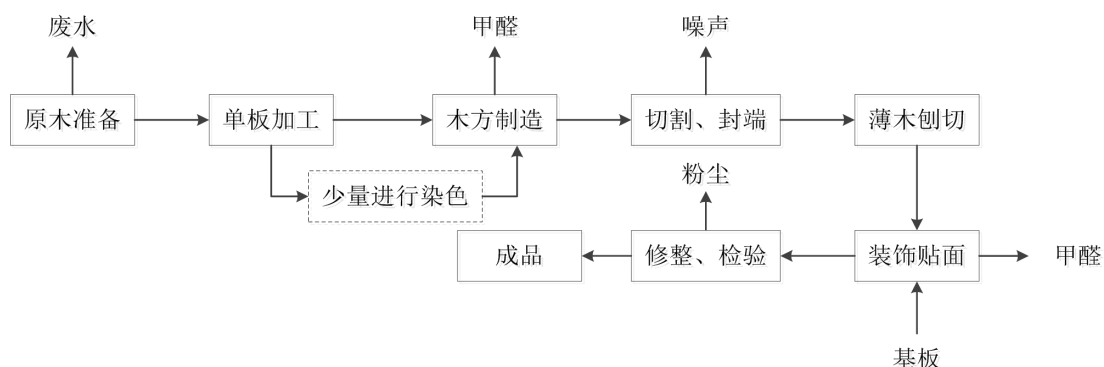 废水
甲醛
噪声
原木准备
单板加工
木方制造
切割、封端
薄木刨切
少量进行染色
粉尘
成品
修整、检验
装饰贴面
甲醛
基板